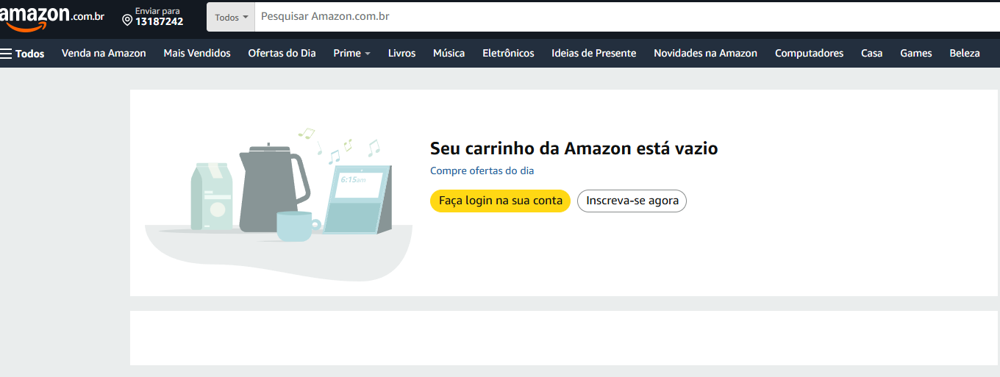 amazon.com.br
Enviar para
13187242
Todos
Pesquisar Amazon.com.br
Todos Venda na Amazon Mais Vendidos Ofertas do Dia Prime Livros Música Eletrônicos Ideias de Presente Novidades na Amazon Computadores Casa Games Beleza
6:15am
Seu carrinho da Amazon está vazio
Compre ofertas do dia
Faça login na sua conta Inscreva-se agora